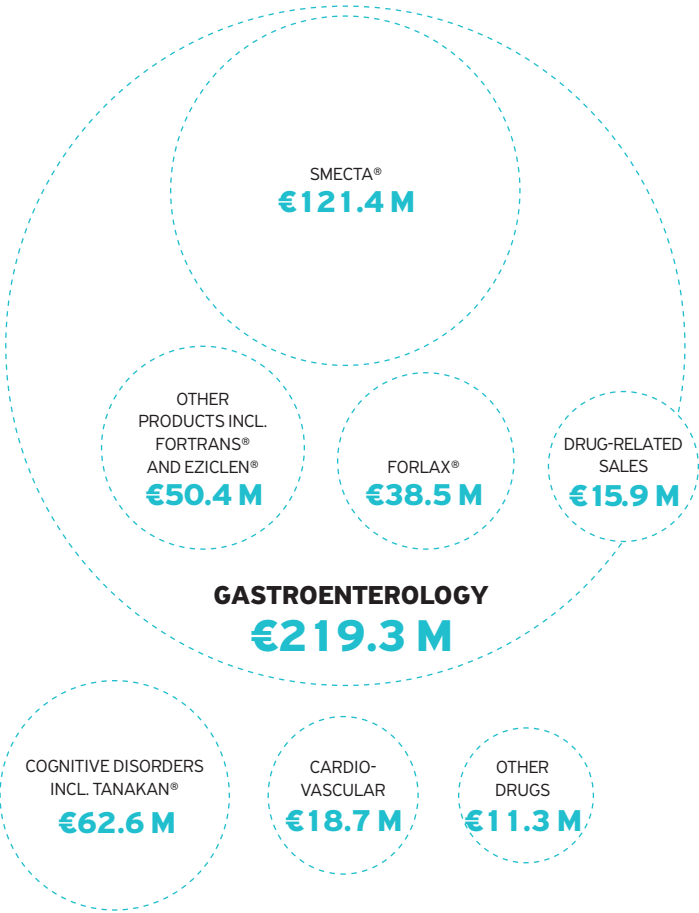 SMECTA®
€121.4 M
OTHER
PRODUCTS INCL.
FORTRANS®
AND EZICLEN®
€50.4 M
FORLAX®
€38.5 M
DRUG-RELATED
SALES
€15.9 M
GASTROENTEROLOGY
€219.3 M
COGNITIVE DISORDERS
INCL. TANAKAN®
€62.6 M
CARDIO-
VASCULAR
€18.7 M
OTHER
DRUGS
€11.3 M